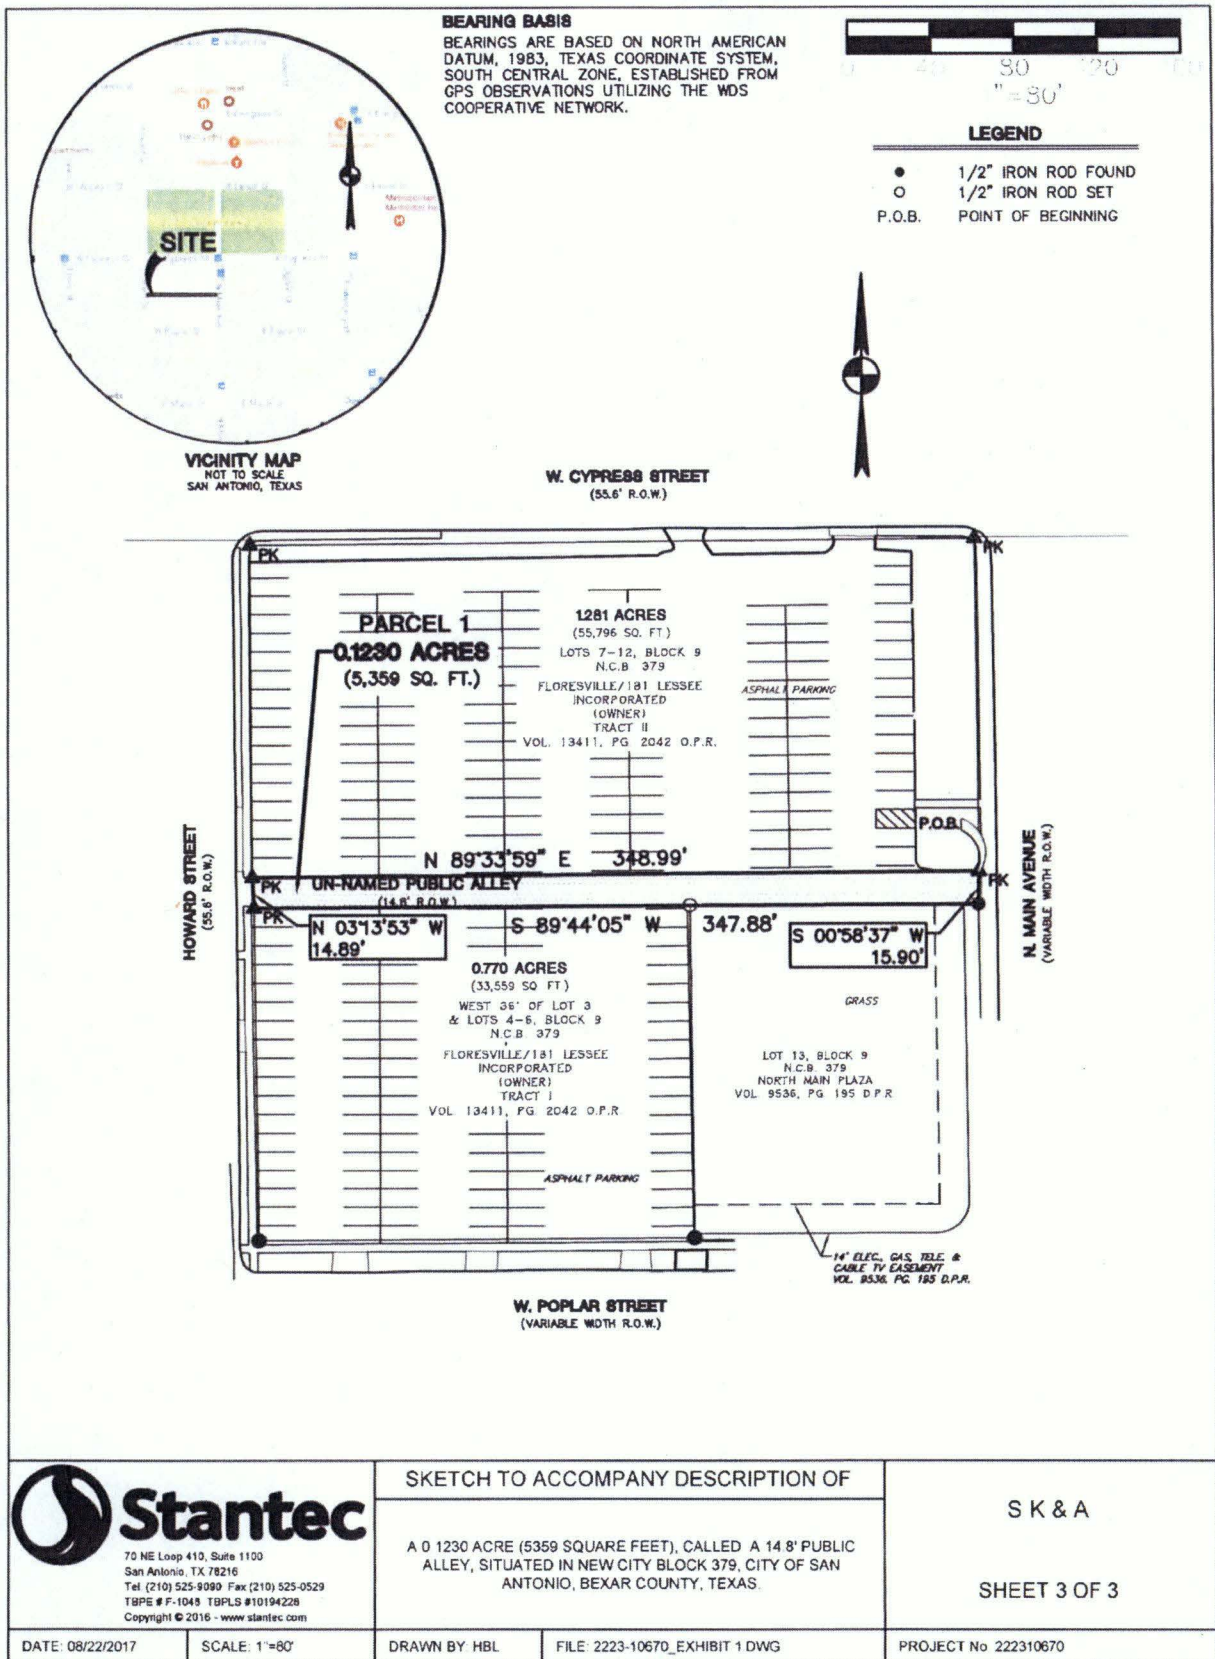 BEARING BASIS
BEARINGS ARE BASED ON NORTH AMERICAN
DATUM, 1983, TEXAS COORDINATE SYSTEM,
SOUTH CENTRAL ZONE, ESTABLISHED FROM
GPS OBSERVATIONS UTILIZING THE WDS
COOPERATIVE NETWORK.
0 40 80 120
"=80'
LEGEND
1/2" IRON ROD FOUND
1/2" IRON ROD SET
P.O.B. POINT OF BEGINNING
SITE
VICINITY MAP
NOT TO SCALE
SAN ANTONIO, TEXAS
W. CYPRESS STREET
(55.6' R.O.W.)
PK
PK
PARCEL 1
0.1230 ACRES
(5,359 SQ. FT.)
1.281 ACRES
(55,796 SQ. FT)
LOTS 7-12, BLOCK 9
N.C.B 379
FLORESVILLE/181 LESSEE
INCORPORATED
(OWNER)
TRACT II
VOL. 13411, PG 2042 O.P.R.
ASPHALT PARKING
P.O.B.
HOWARD STREET
(55.6' R.O.W.)
N. MAIN AVENUE
(VARIABLE WIDTH R.O.W.)
N 89°33'59" E 348.99'
PK
UN-NAMED PUBLIC ALLEY
(14.8' R.O.W.)
PK
PK
N 03°13'53" W
14.89'
S 89°44'05" W 347.88'
S 00°58'37" W
15.90'
0.770 ACRES
(33,559 SQ FT)
WEST 36' OF LOT 3
& LOTS 4-6, BLOCK 9
N.C.B 379
FLORESVILLE/181 LESSEE
INCORPORATED
(OWNER)
TRACT I
VOL 13411, PG 2042 O.P.R
ASPHALT PARKING
GRASS
LOT 13, BLOCK 9
N.C.B. 379
NORTH MAIN PLAZA
VOL 9536, PG 195 D.P.R
14' ELEC., GAS, TELE. &
CABLE TV EASEMENT
VOL. 9536, PG. 195 D.P.R.
W. POPLAR STREET
(VARIABLE WIDTH R.O.W.)
Stantec
70 NE Loop 410, Suite 1100
San Antonio, TX 78216
Tel (210) 525-9090 Fax (210) 525-0529
TBPE # F-1048 TBPLS #10194228
Copyright © 2016 - www stantec com
SKETCH TO ACCOMPANY DESCRIPTION OF
A 0 1230 ACRE (5359 SQUARE FEET), CALLED A 14 8' PUBLIC
ALLEY, SITUATED IN NEW CITY BLOCK 379, CITY OF SAN
ANTONIO, BEXAR COUNTY, TEXAS.
S K & A
SHEET 3 OF 3
DATE: 08/22/2017
SCALE: 1"=80'
DRAWN BY HBL
FILE: 2223-10670_EXHIBIT 1 DWG
PROJECT No 222310670